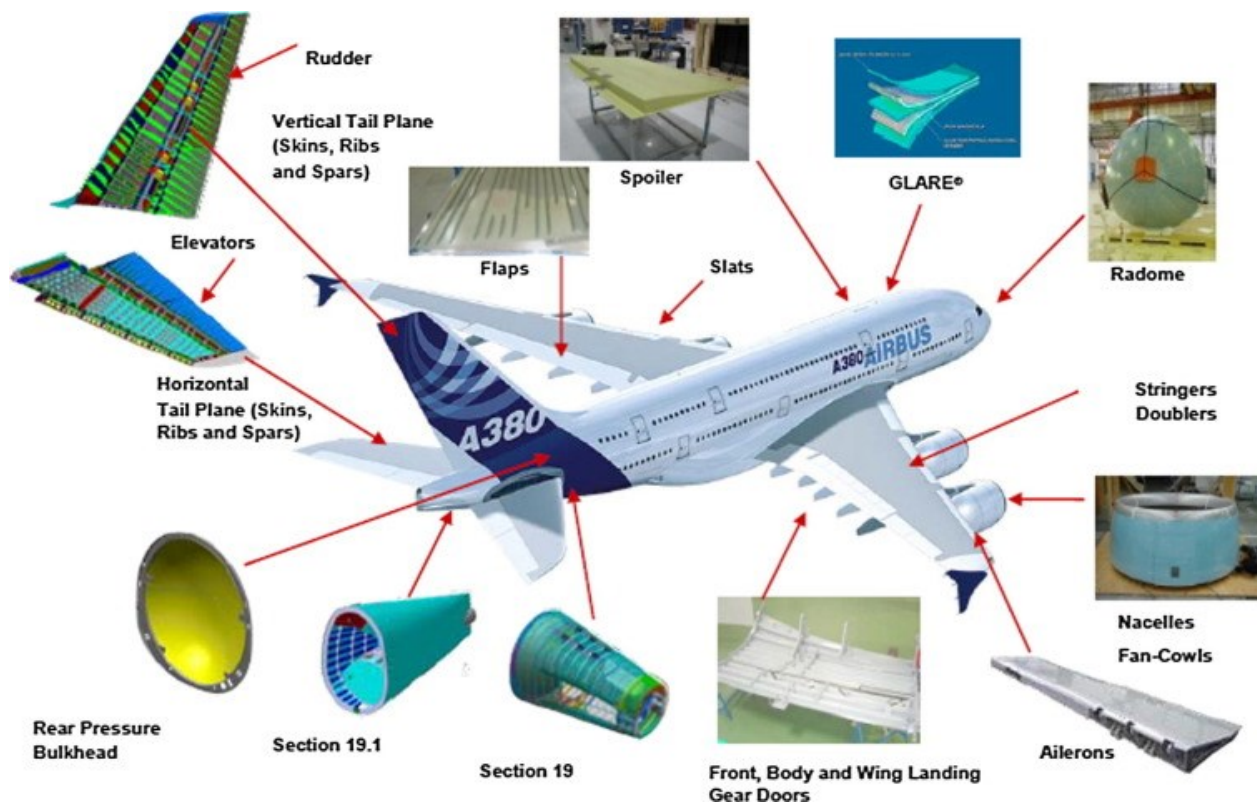 Rudder
Vertical Tail Plane
(Skins, Ribs
and Spars)
Spoiler
GLARE®
Radome
Elevators
Flaps
Slats
Horizontal
Tail Plane (Skins,
Ribs and Spars)
A380 AIRBUS
A380
Stringers
Doublers
Nacelles
Fan-Cowls
Rear Pressure
Bulkhead
Section 19.1
Section 19
Front, Body and Wing Landing
Gear Doors
Ailerons